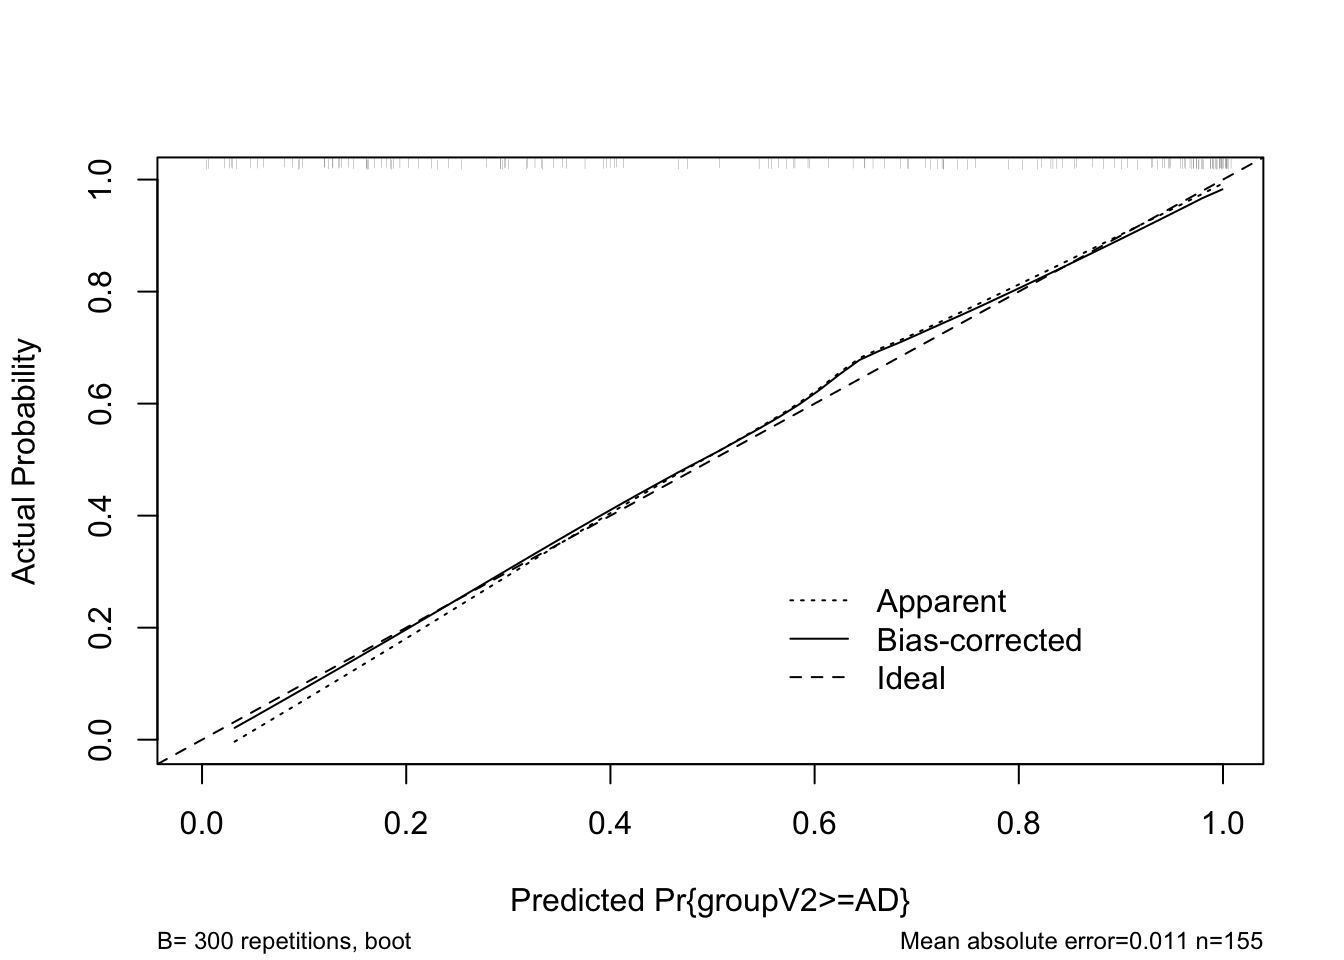 Actual Probability
1.0
0.8
0.6
0.4
0.2
0.0
Apparent
Bias-corrected
Ideal
0.0 0.2 0.4 0.6 0.8 1.0
Predicted Pr{groupV2>=AD}
B= 300 repetitions, boot
Mean absolute error=0.011 n=155